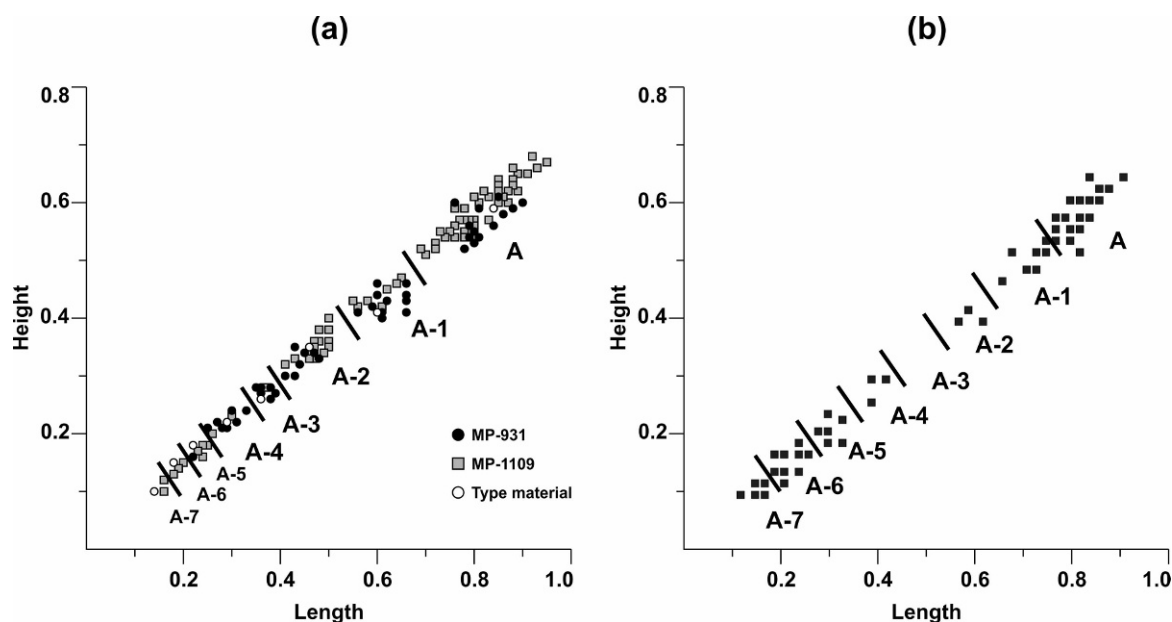 (a)
0.8
0.6
Height
0.4
0.2
A
A-1
A-2
A-3
A-4
A-5
A-6
A-7
MP-931
MP-1109
Type material
0.2 0.4 0.6 0.8 1.0
Length
(b)
0.8
0.6
Height
0.4
0.2
A
A-1
A-2
A-3
A-4
A-5
A-6
A-7
0.2 0.4 0.6 0.8 1.0
Length